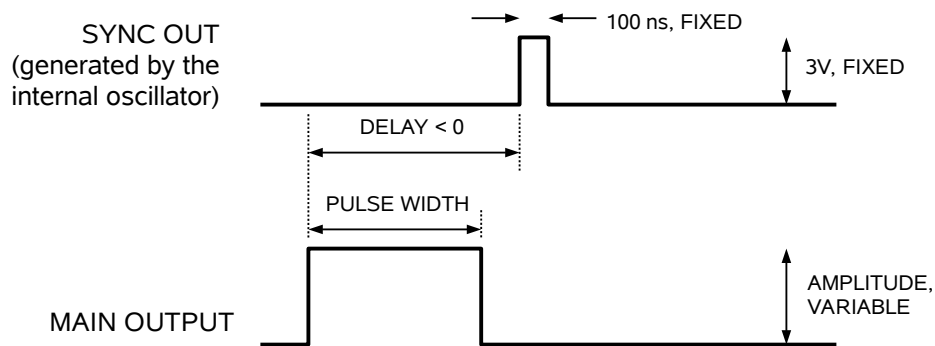 SYNC OUT
(generated by the
internal oscillator)
100 ns, FIXED
3V, FIXED
DELAY < 0
PULSE WIDTH
AMPLITUDE,
VARIABLE
MAIN OUTPUT